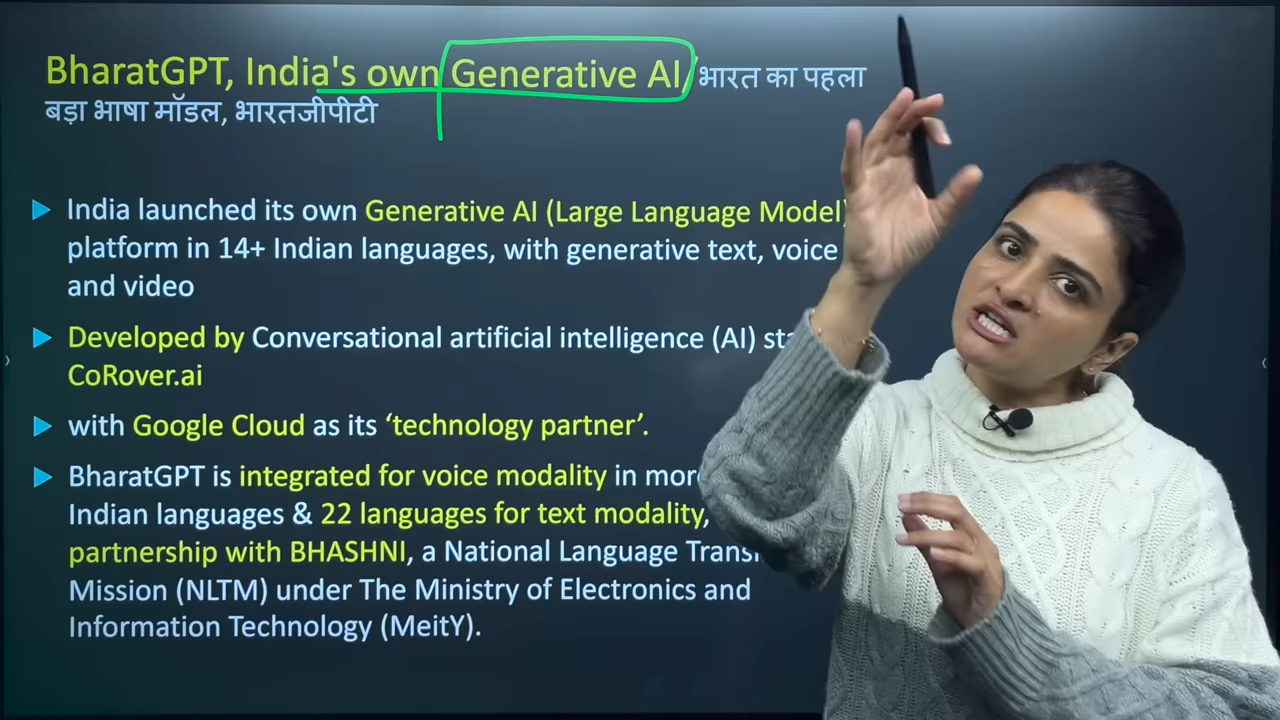 BharatGPT, India's own Generative AI/ भारत का पहला
बड़ा भाषा मॉडल, भारतजीपीटी
India launched its own Generative AI (Large Language Model)
platform in 14+ Indian languages, with generative text, voice
and video
Developed by Conversational artificial intelligence (AI)
CoRover.ai
with Google Cloud as its ‘technology partner’.
BharatGPT is integrated for voice modality in
Indian languages & 22 languages for text modality,
partnership with BHASHNI, a National Language
Mission (NLTM) under The Ministry of Electronics and
Information Technology (MeitY).